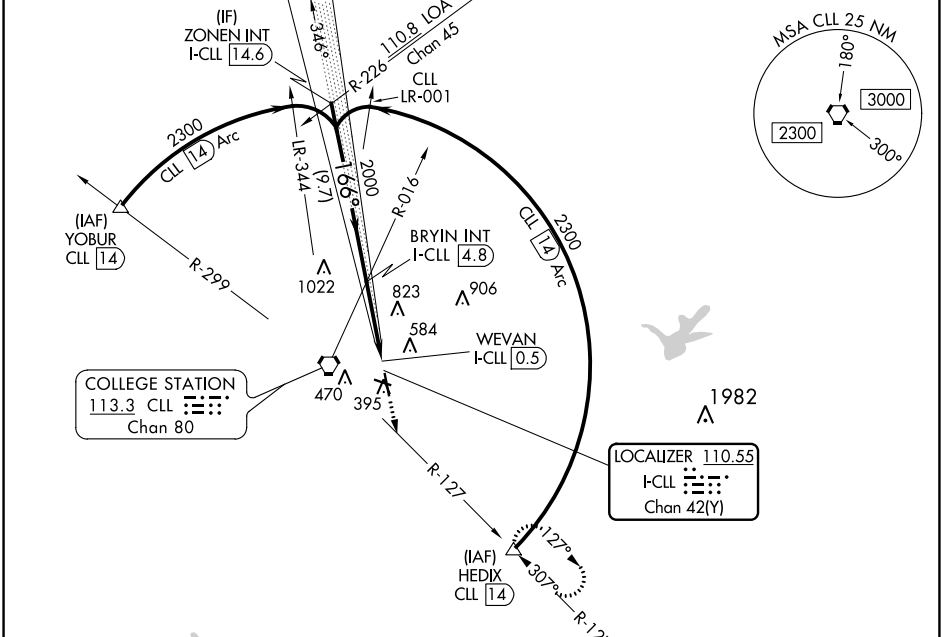 (IF)
ZONEN INT
I-CLL 14.6
346°
R-226 110.8 LOA
Chan 45
CLL
LR-001
MSA CLL 25 NM
180°
3000
2300
300°
2300
CLL 14 Arc
LR-344
(9.7)
166°
2000
R-016
2300
CLL 14 Arc
(IAF)
YOBUR
CLL 14
R-299
BRYIN INT
I-CLL 4.8
1022
823
906
584
WEVAN
I-CLL 0.5
COLLEGE STATION
113.3 CLL
Chan 80
470
395
1982
LOCALIZER 110.55
I-CLL
Chan 42(Y)
R-127
(IAF)
HEDIX
CLL 14
127°
307°